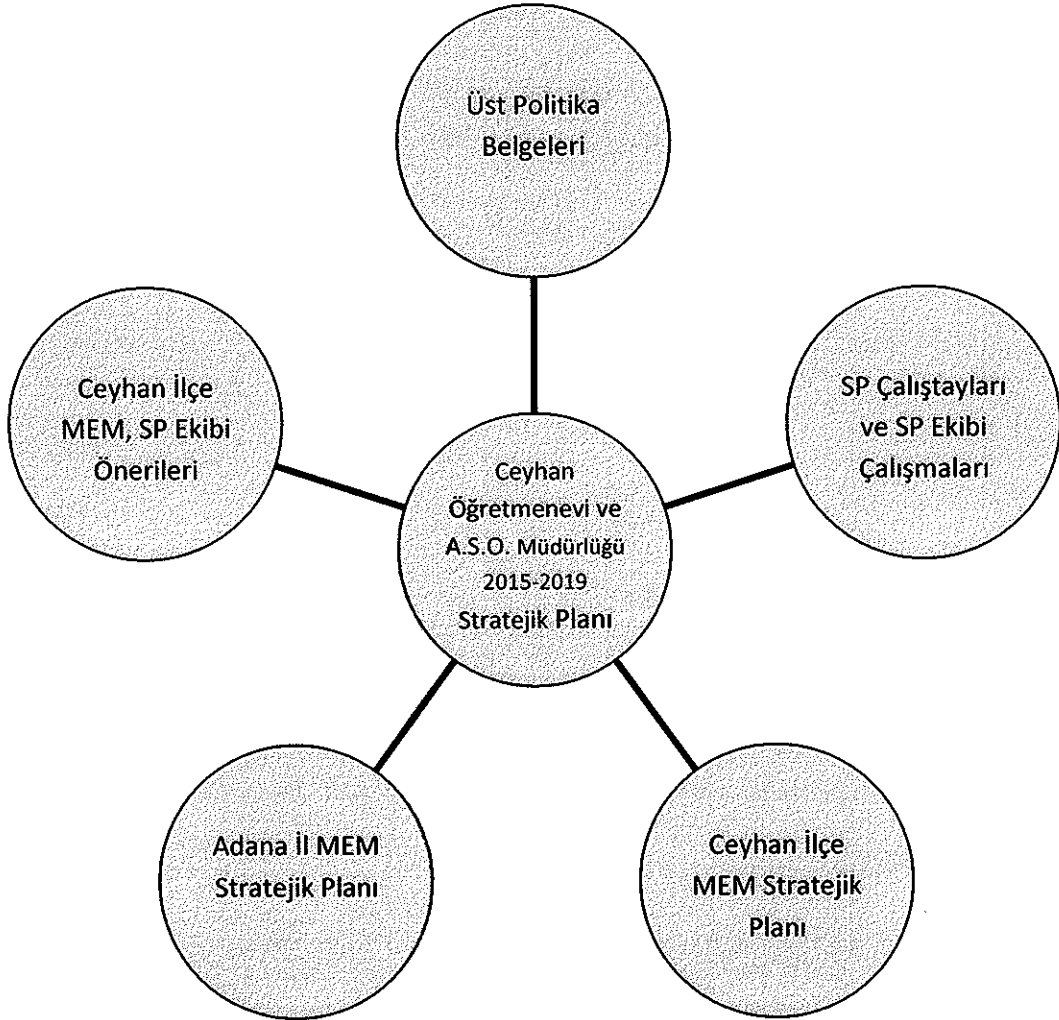 Üst Politika
Belgeleri
Ceyhan İlçe
MEM, SP Ekibi
Önerileri
SP Çalıştayları
ve SP Ekibi
Çalışmaları
Ceyhan
Öğretmenevi ve
A.S.O. Müdürlüğü
2015-2019
Stratejik Planı
Adana İl MEM
Stratejik Planı
Ceyhan İlçe
MEM Stratejik
Planı